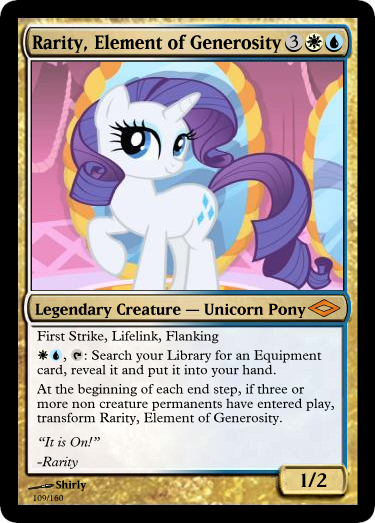 Rarity, Element of Generosity 3
Legendary Creature — Unicorn Pony
First Strike, Lifelink, Flanking
, : Search your Library for an Equipment
card, reveal it and put it into your hand.
At the beginning of each end step, if three or
more non creature permanents have entered play,
transform Rarity, Element of Generosity.
“It is On!”
-Rarity
1/2
Shirly
109/160